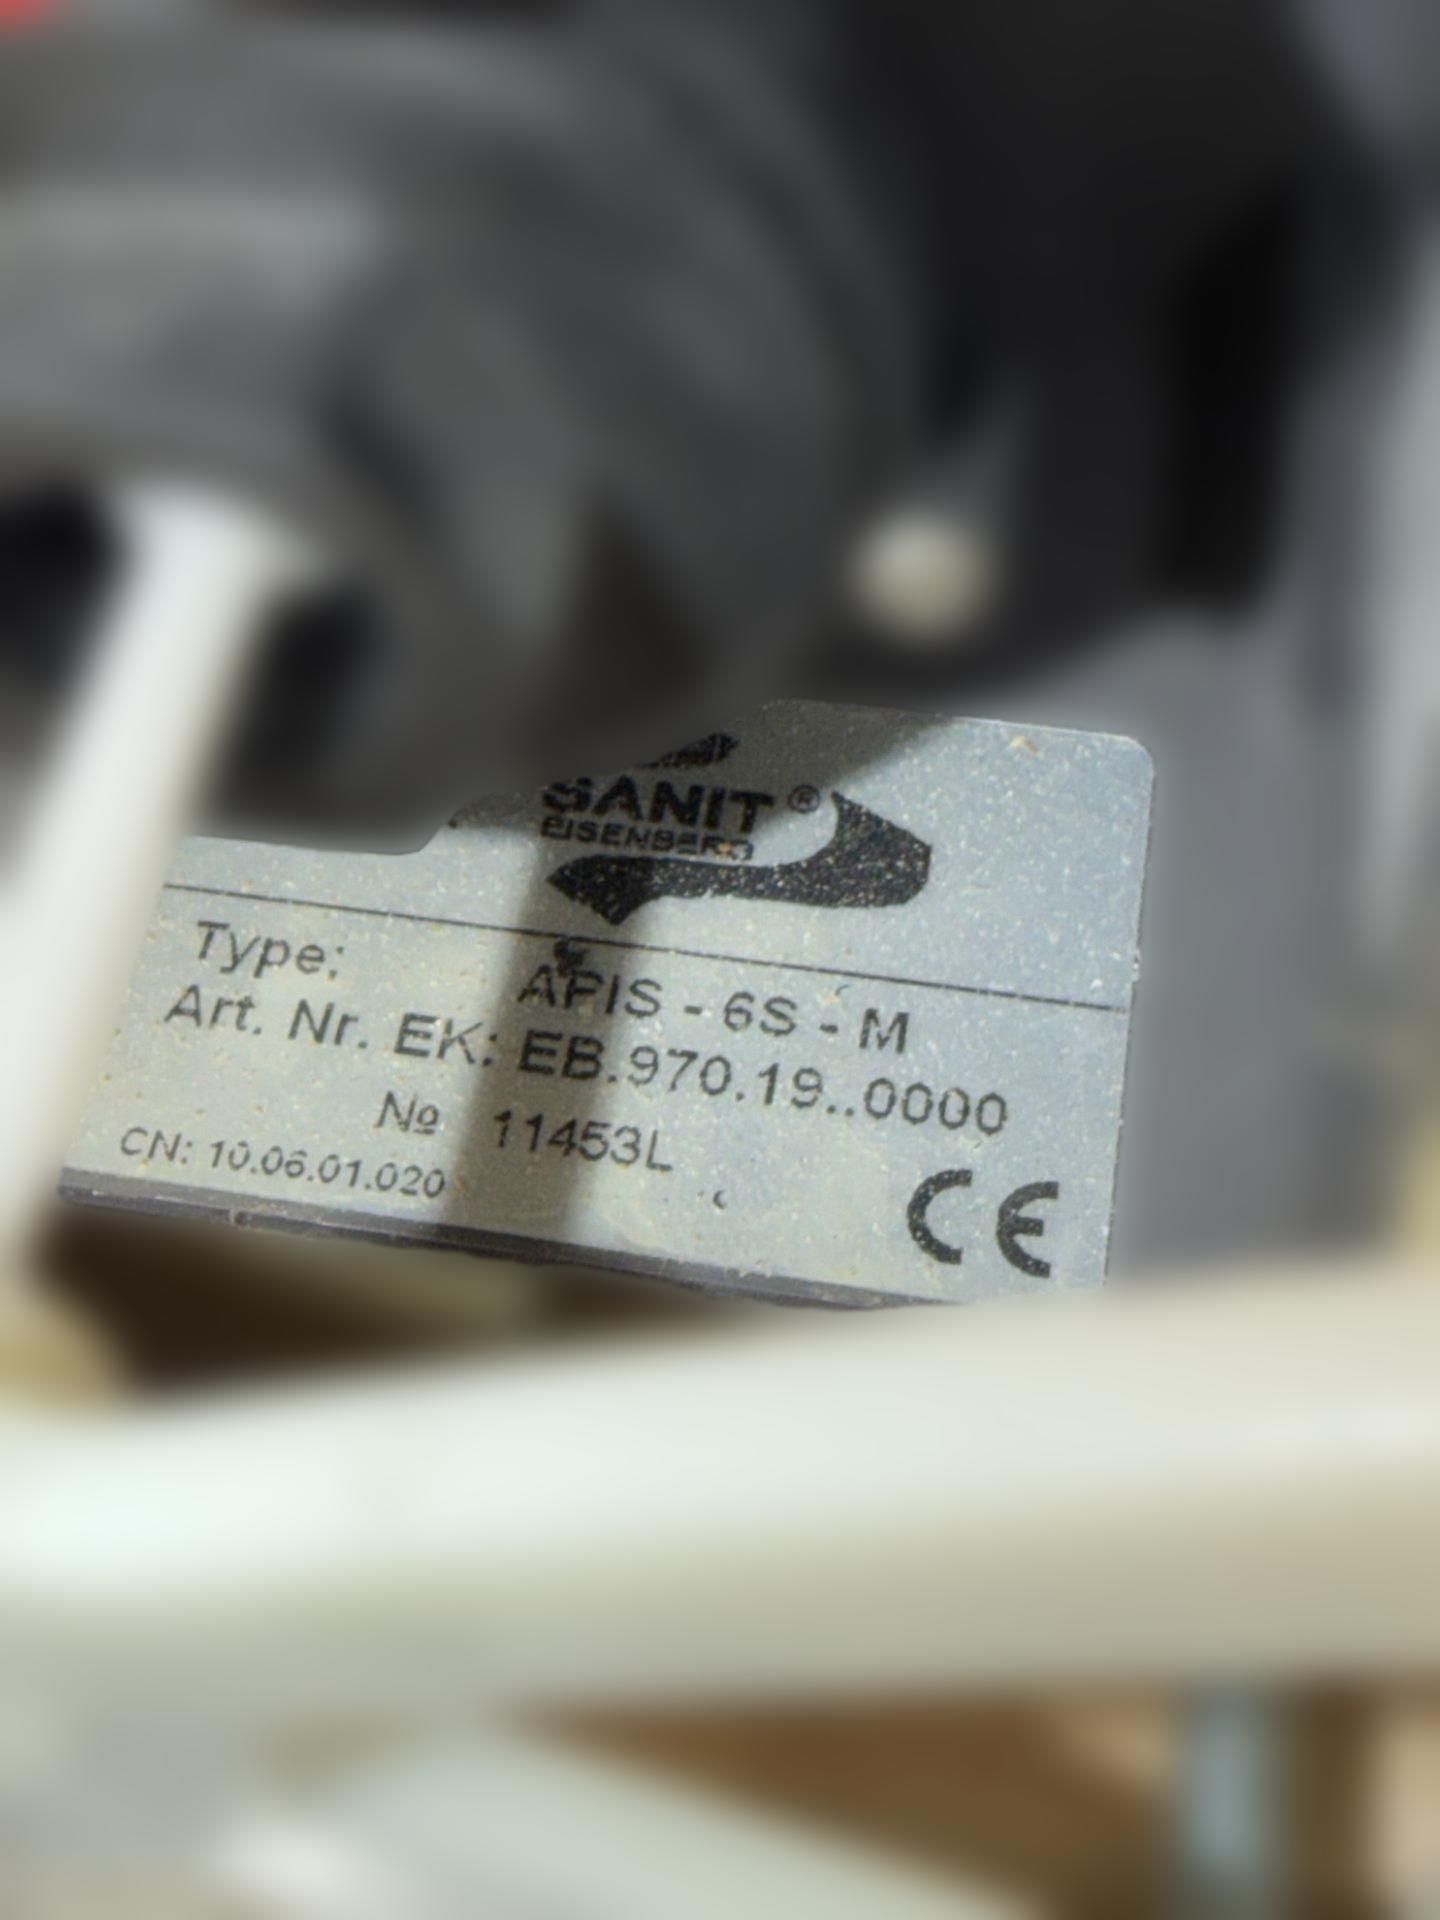 SANIT®
EISENBERG
Type: APIS - 6S - M
Art. Nr. EK: EB.970.19..0000
№ 11453L
CN: 10.06.01.020
CE